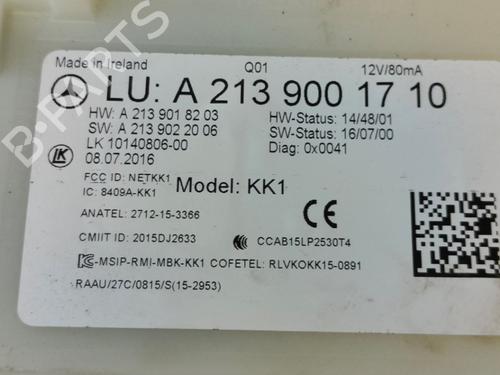 Made in Ireland Q01 12V/80mA
LU: A 213 900 17 10
HW: A 213 901 82 03 HW-Status: 14/48/01
SW: A 213 902 20 06 SW-Status: 16/07/00
LK 10140806-00 Diag: 0x0041
LK 08.07.2016
FCC ID: NETKK1
IC: 8409A-KK1 Model: KK1
ANATEL: 2712-15-3366 CE
CMIIT ID: 2015DJ2633 CCAB15LP2530T4
MSIP-RMI-MBK-KK1 COFETEL: RLVKOKK15-0891
RAAU/27C/0815/S(15-2953)
B-PARTS